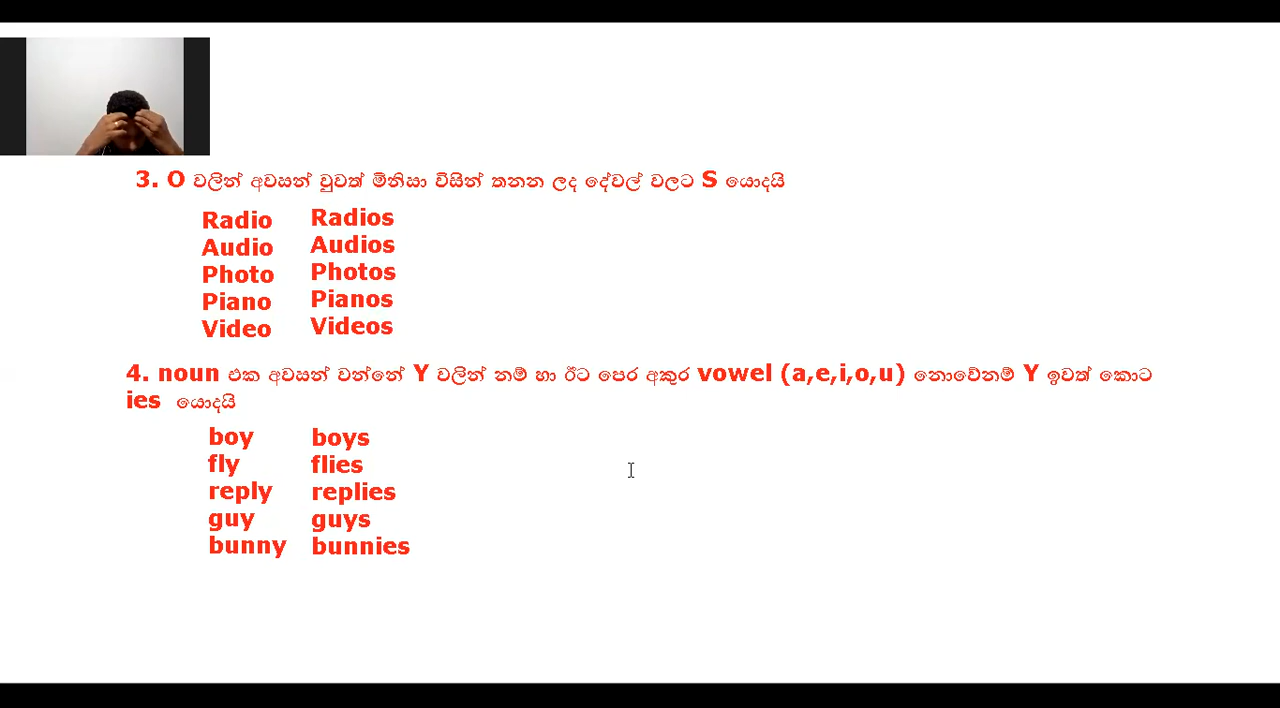 3. O වලින් අවසන් වුවත් මිනිසා විසින් තනන ලද දේවල් වලට S යොදයි
Radio Radios
Audio Audios
Photo Photos
Piano Pianos
Video Videos
4. noun එක අවසන් වන්නේ Y වලින් නම් හා ඊට පෙර අකුර vowel (a,e,i,o,u) නොවේනම් Y ඉවත් කොට
ies යොදයි
boy boys
fly flies
reply replies
guy guys
bunny bunnies